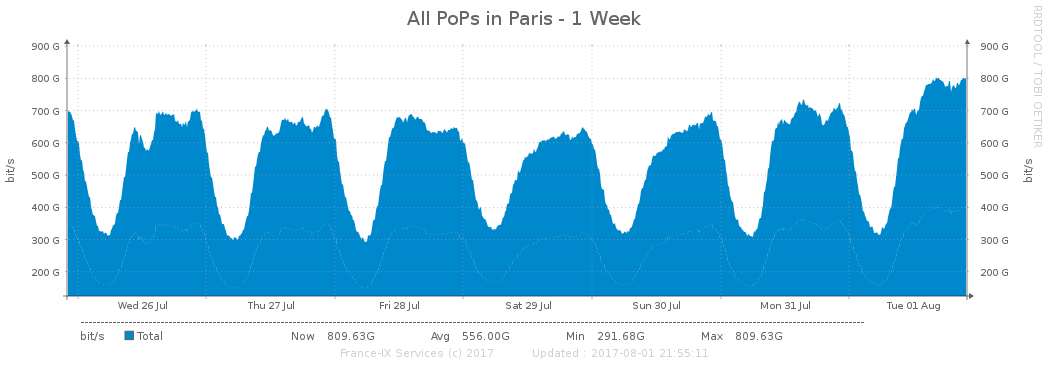 All PoPs in Paris - 1 Week
RRDTOOL / TOBI OETIKER
900 G 900 G
800 G 800 G
700 G 700 G
600 G 600 G
500 G 500 G
400 G 400 G
300 G 300 G
200 G 200 G
bit/s bit/s
Wed 26 Jul Thu 27 Jul Fri 28 Jul Sat 29 Jul Sun 30 Jul Mon 31 Jul Tue 01 Aug
bit/s Total Now 809.63G Avg 556.00G Min 291.68G Max 809.63G
France-IX Services (c) 2017 Updated : 2017-08-01 21:55:11